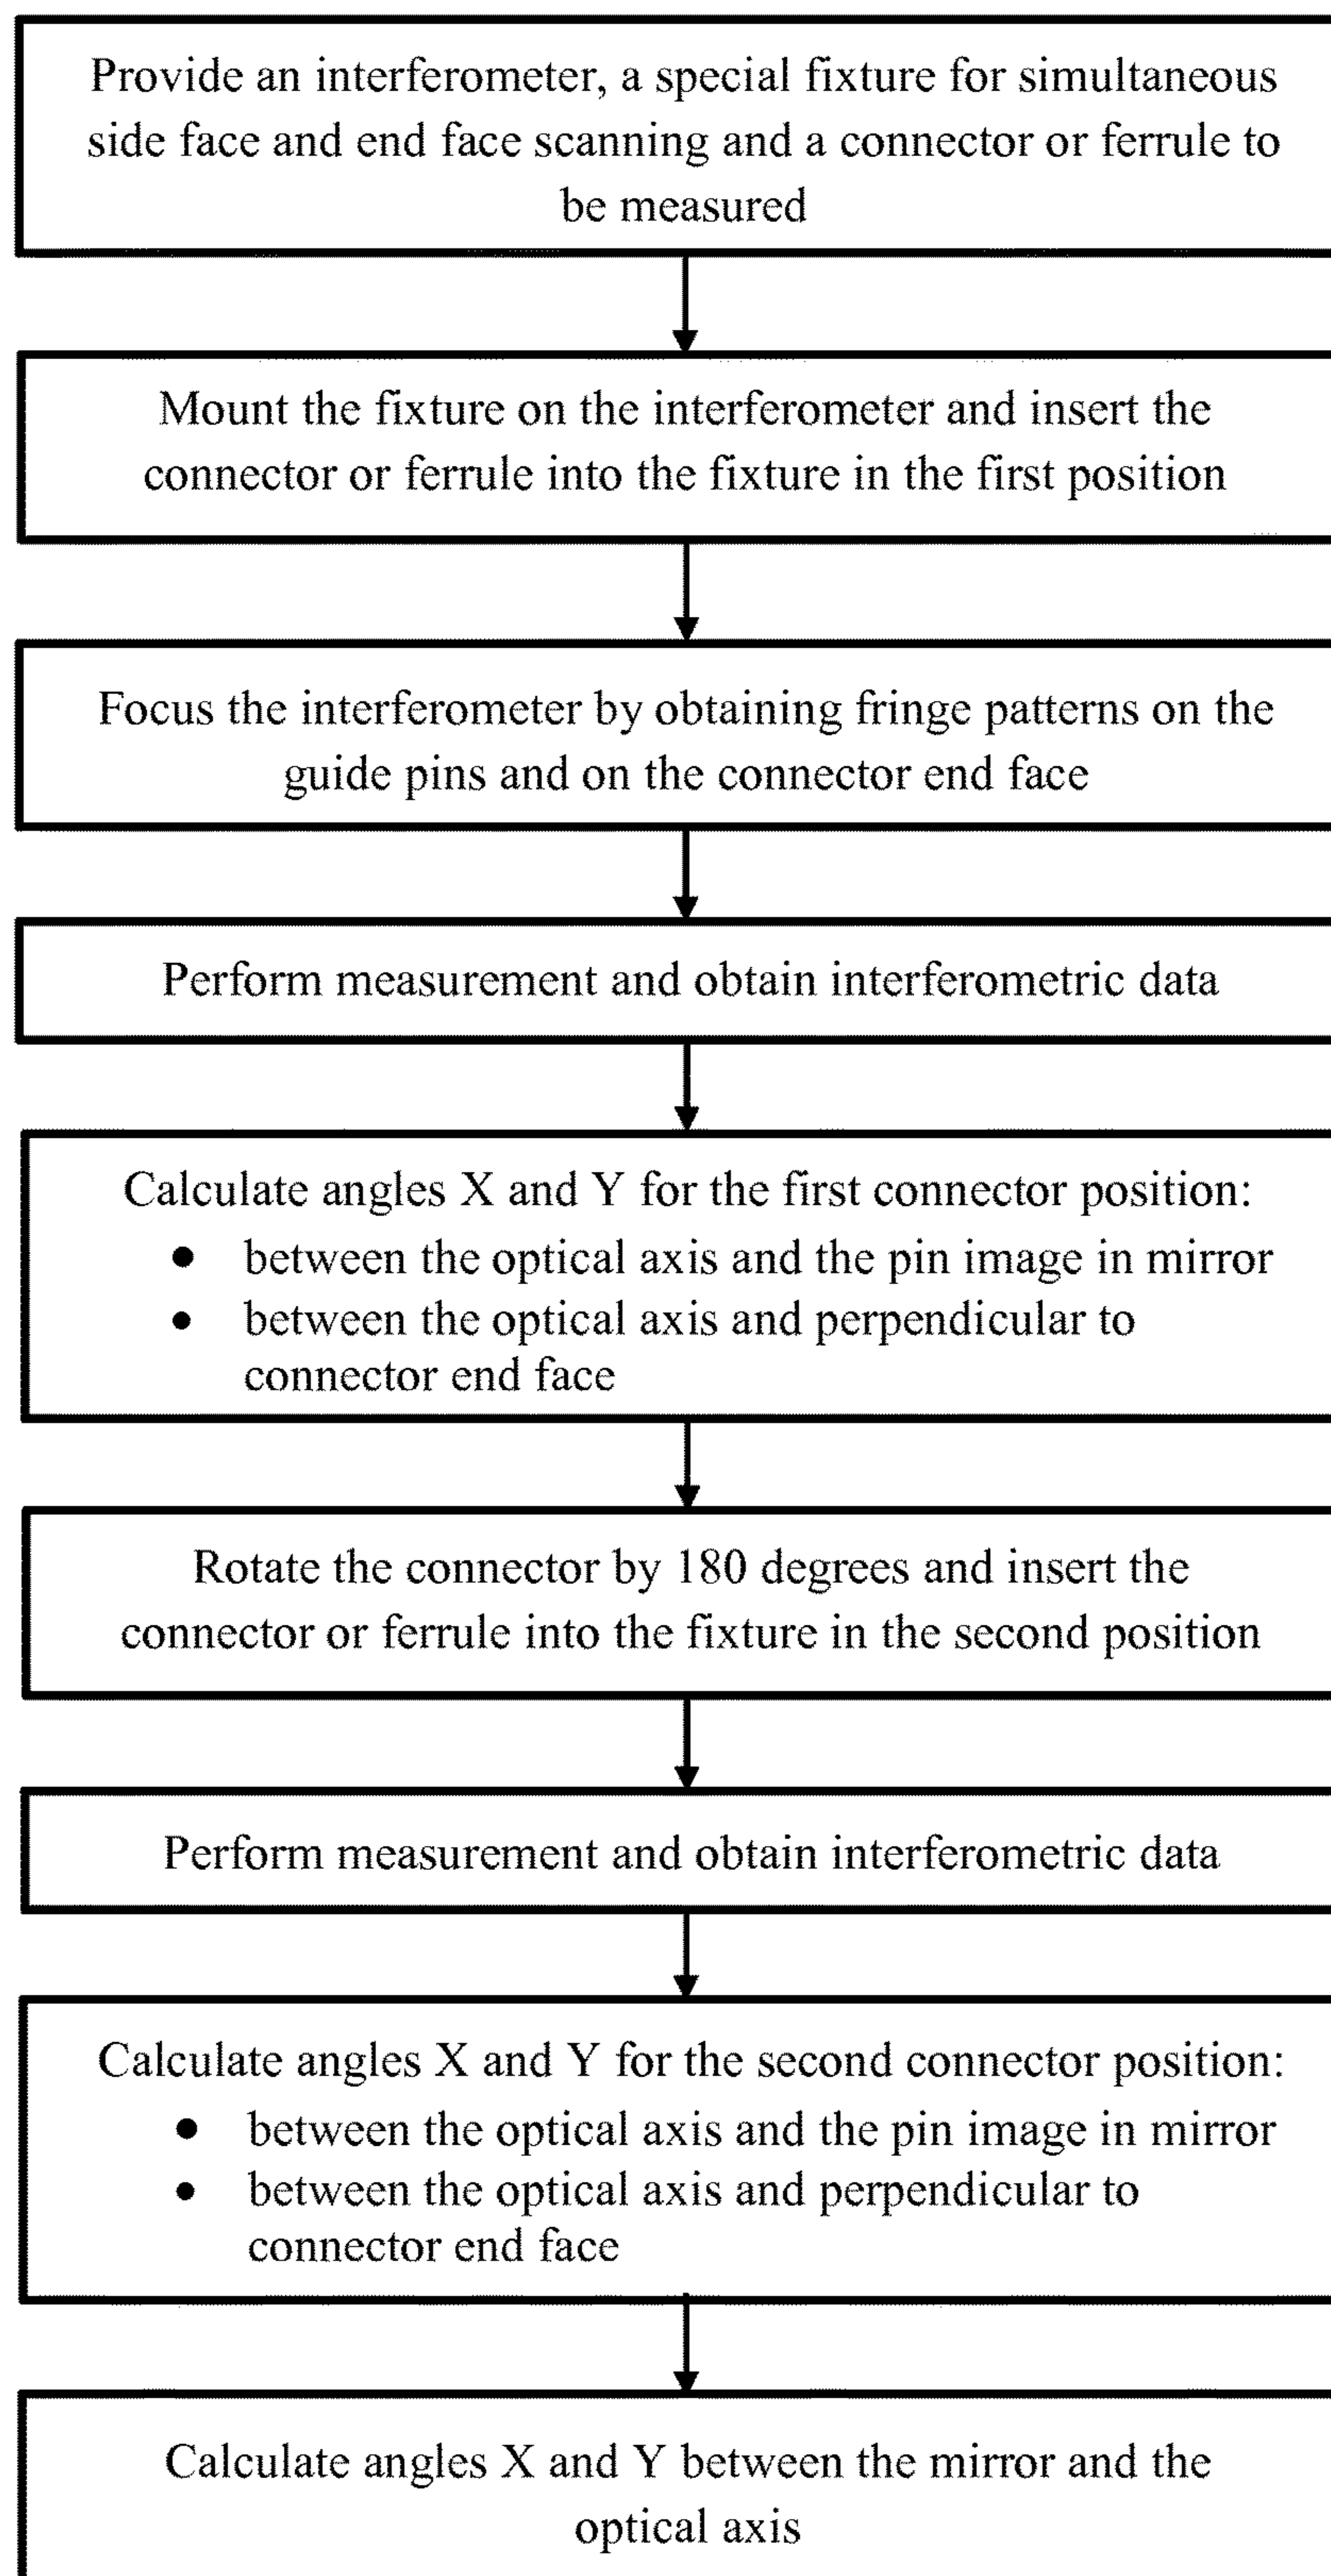 Provide an interferometer, a special fixture for simultaneous
side face and end face scanning and a connector or ferrule to
be measured
Mount the fixture on the interferometer and insert the
connector or ferrule into the fixture in the first position
Focus the interferometer by obtaining fringe patterns on the
guide pins and on the connector end face
Perform measurement and obtain interferometric data
Calculate angles X and Y for the first connector position:
● between the optical axis and the pin image in mirror
● between the optical axis and perpendicular to
connector end face
Rotate the connector by 180 degrees and insert the
connector or ferrule into the fixture in the second position
Perform measurement and obtain interferometric data
Calculate angles X and Y for the second connector position:
● between the optical axis and the pin image in mirror
● between the optical axis and perpendicular to
connector end face
Calculate angles X and Y between the mirror and the
optical axis